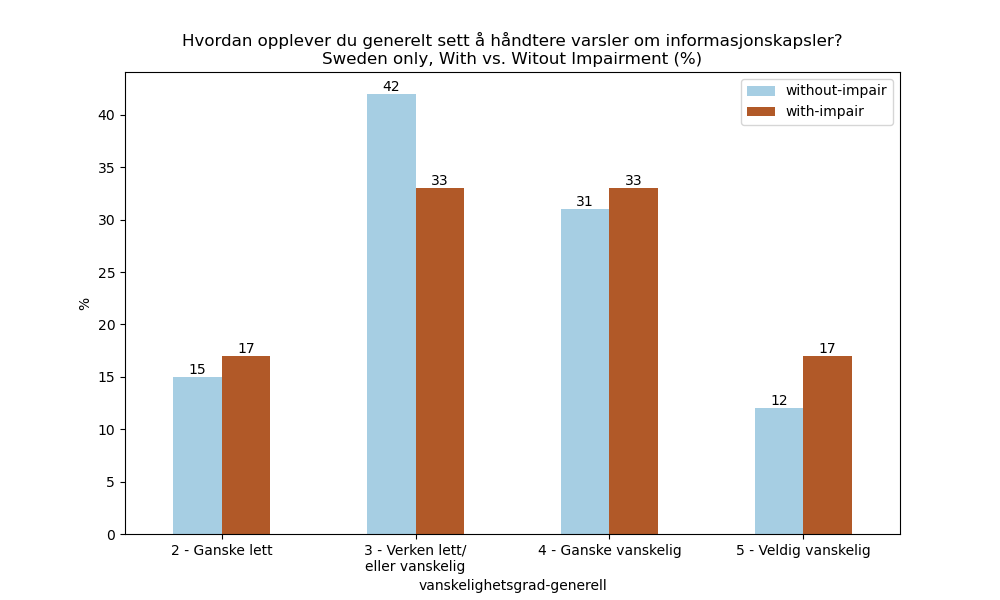 Hvordan opplever du generelt sett å håndtere varsler om informasjonskapsler?
Sweden only, With vs. Witout Impairment (%)
without-impair
with-impair
%
40
35
30
25
20
15
10
5
0
15
17
42
33
31
33
12
17
2 - Ganske lett
3 - Verken lett/
eller vanskelig
4 - Ganske vanskelig
5 - Veldig vanskelig
vanskelighetsgrad-generell